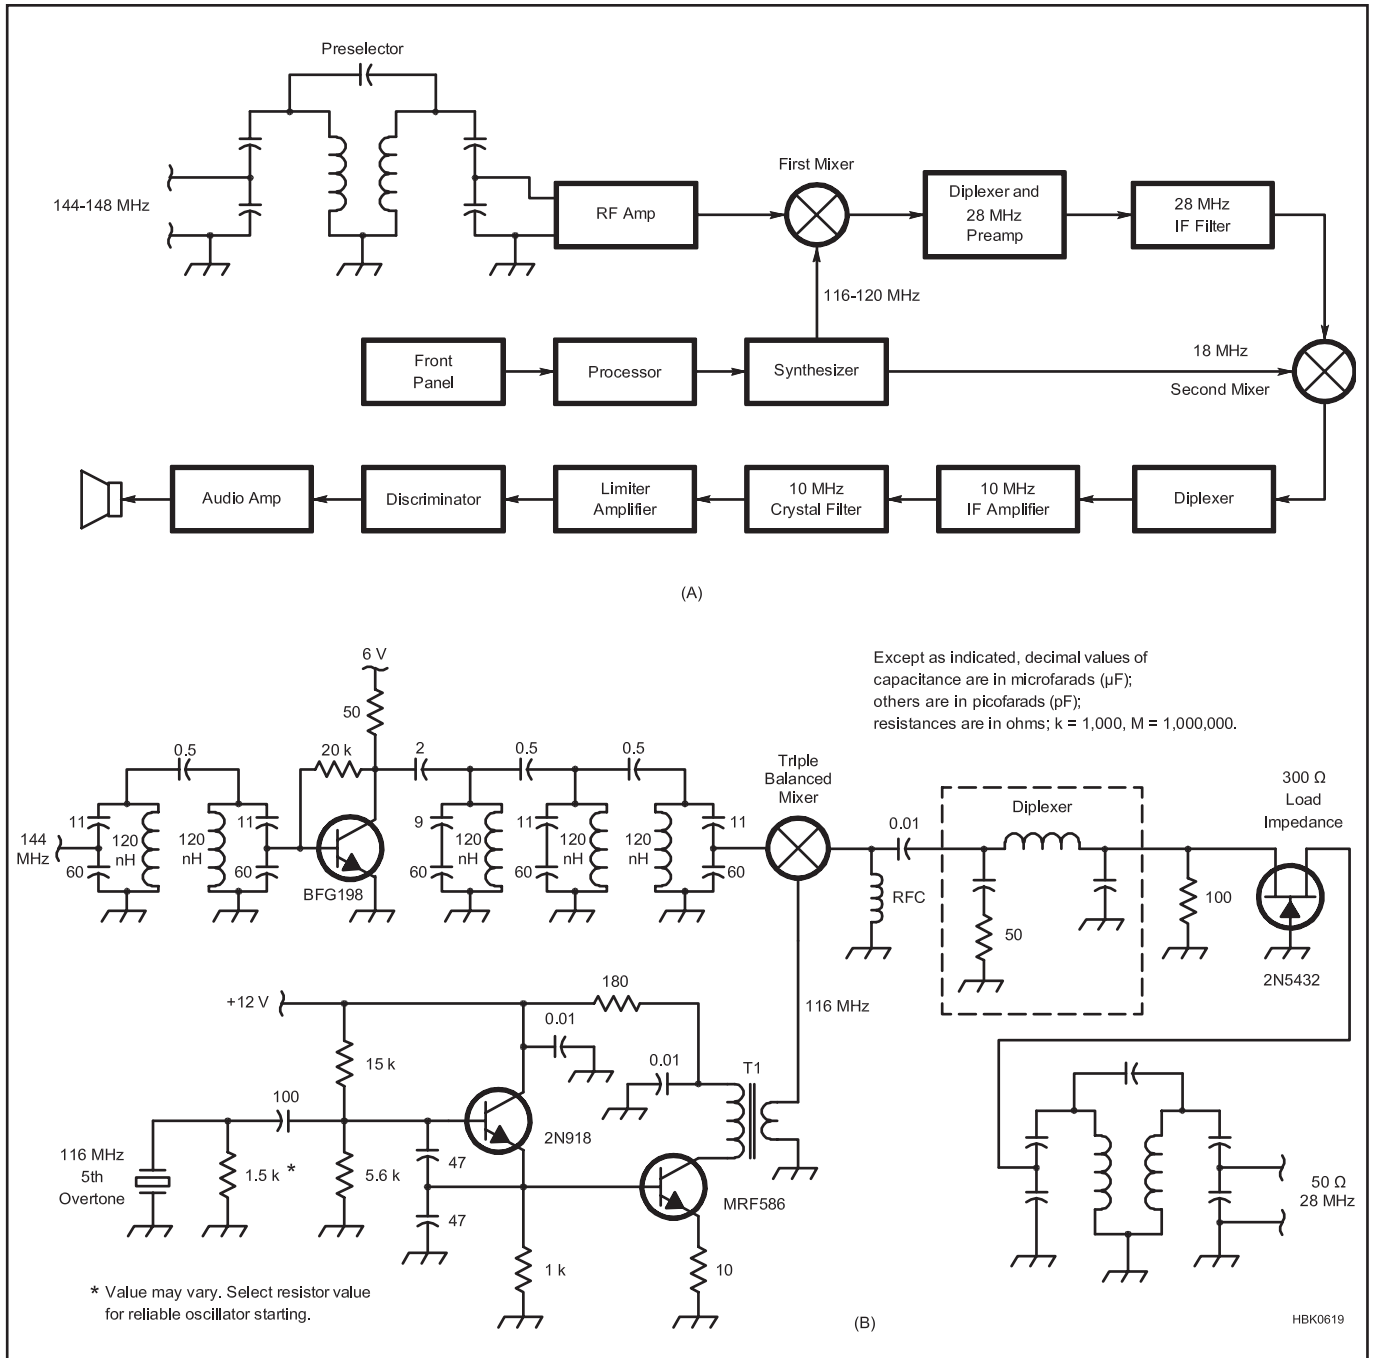 Preselector
144-148 MHz
RF Amp
First Mixer
Diplexer and
28 MHz
Preamp
28 MHz
IF Filter
116-120 MHz
Front
Panel
Processor
Synthesizer
18 MHz
Second Mixer
Audio Amp
Discriminator
Limiter
Amplifier
10 MHz
Crystal Filter
10 MHz
IF Amplifier
Diplexer
(A)
6 V
50
20 k
0.5
2
0.5
0.5
144
MHz
11
60
120
nH
120
nH
11
60
BFG198
9
60
120
nH
11
60
120
nH
120
nH
11
60
Triple
Balanced
Mixer
Except as indicated, decimal values of
capacitance are in microfarads (µF);
others are in picofarads (pF);
resistances are in ohms; k = 1,000, M = 1,000,000.
0.01
RFC
Diplexer
50
100
300 Ω
Load
Impedance
2N5432
116 MHz
+12 V
180
0.01
0.01
T1
15 k
100
2N918
116 MHz
5th
Overtone
1.5 k *
5.6 k
47
47
MRF586
1 k
10
50 Ω
28 MHz
* Value may vary. Select resistor value
for reliable oscillator starting.
(B)
HBK0619